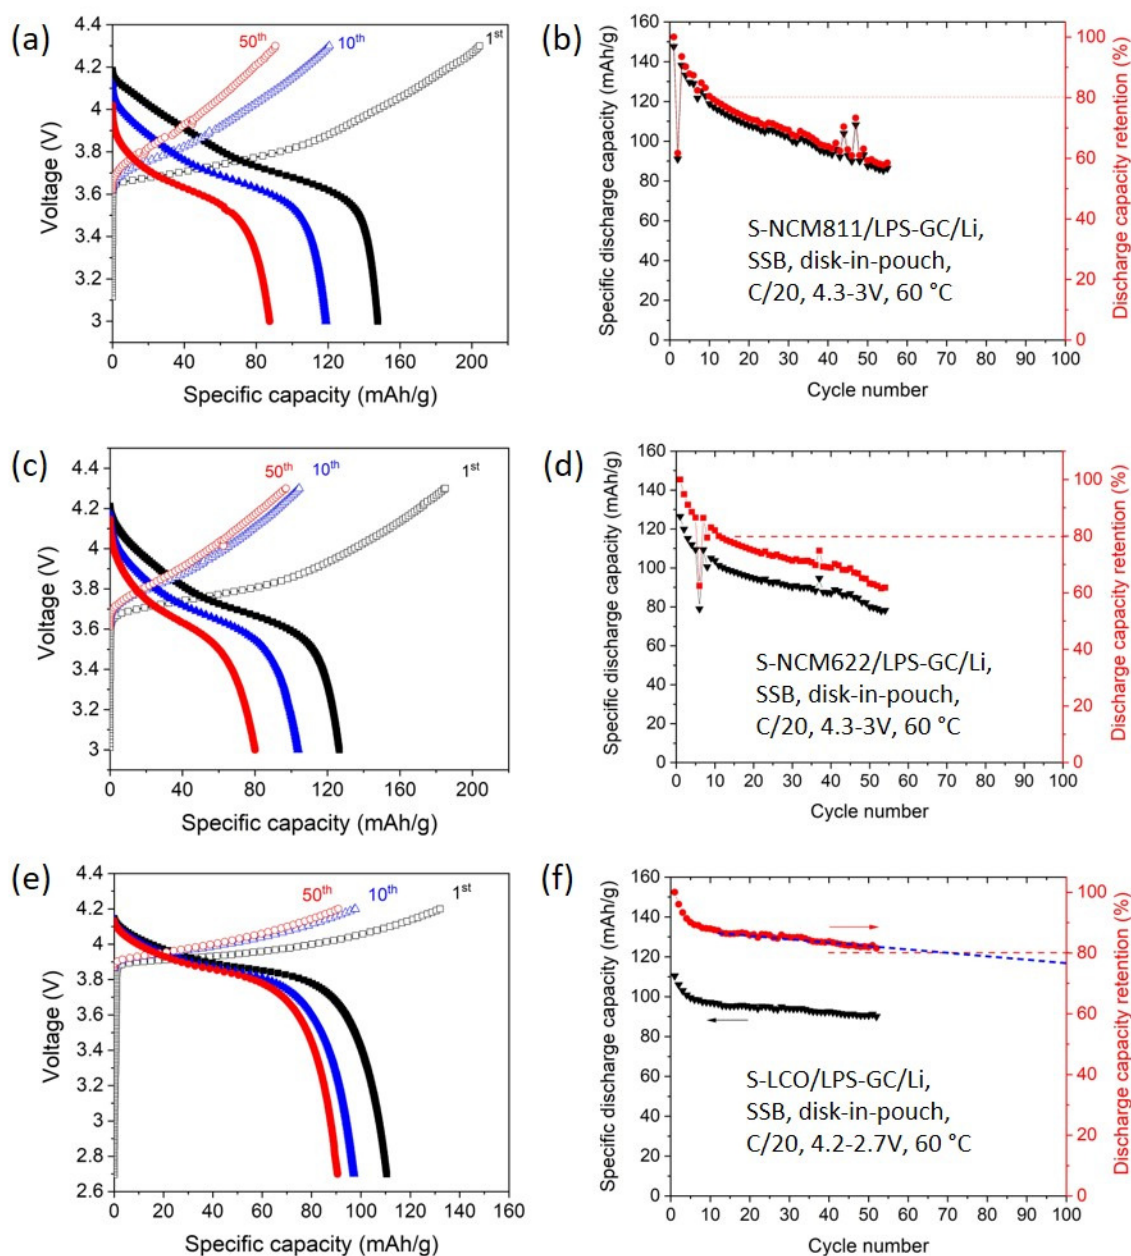 (a)
4.4
4.2
4
3.8
3.6
3.4
3.2
3
Voltage (V)
50th
10th
1st
0 40 80 120 160 200
Specific capacity (mAh/g)
(b)
160
140
120
100
80
60
40
20
0
Specific discharge capacity (mAh/g)
S-NCM811/LPS-GC/Li,
SSB, disk-in-pouch,
C/20, 4.3-3V, 60 °C
100
80
60
40
20
0
Discharge capacity retention (%)
0 10 20 30 40 50 60 70 80 90 100
Cycle number
(c)
4.4
4.2
4
3.8
3.6
3.4
3.2
3
Voltage (V)
50th
10th
1st
0 40 80 120 160 200
Specific capacity (mAh/g)
(d)
160
140
120
100
80
60
40
20
0
Specific discharge capacity (mAh/g)
S-NCM622/LPS-GC/Li,
SSB, disk-in-pouch,
C/20, 4.3-3V, 60 °C
100
80
60
40
20
0
Discharge capacity retention (%)
0 10 20 30 40 50 60 70 80 90 100
Cycle number
(e)
4.4
4.2
4.0
3.8
3.6
3.4
3.2
3.0
2.8
2.6
Voltage (V)
50th
10th
1st
0 20 40 60 80 100 120 140 160
Specific capacity (mAh/g)
(f)
160
140
120
100
80
60
40
20
0
Specific discharge capacity (mAh/g)
S-LCO/LPS-GC/Li,
SSB, disk-in-pouch,
C/20, 4.2-2.7V, 60 °C
100
80
60
40
20
0
Discharge capacity retention (%)
0 10 20 30 40 50 60 70 80 90 100
Cycle number